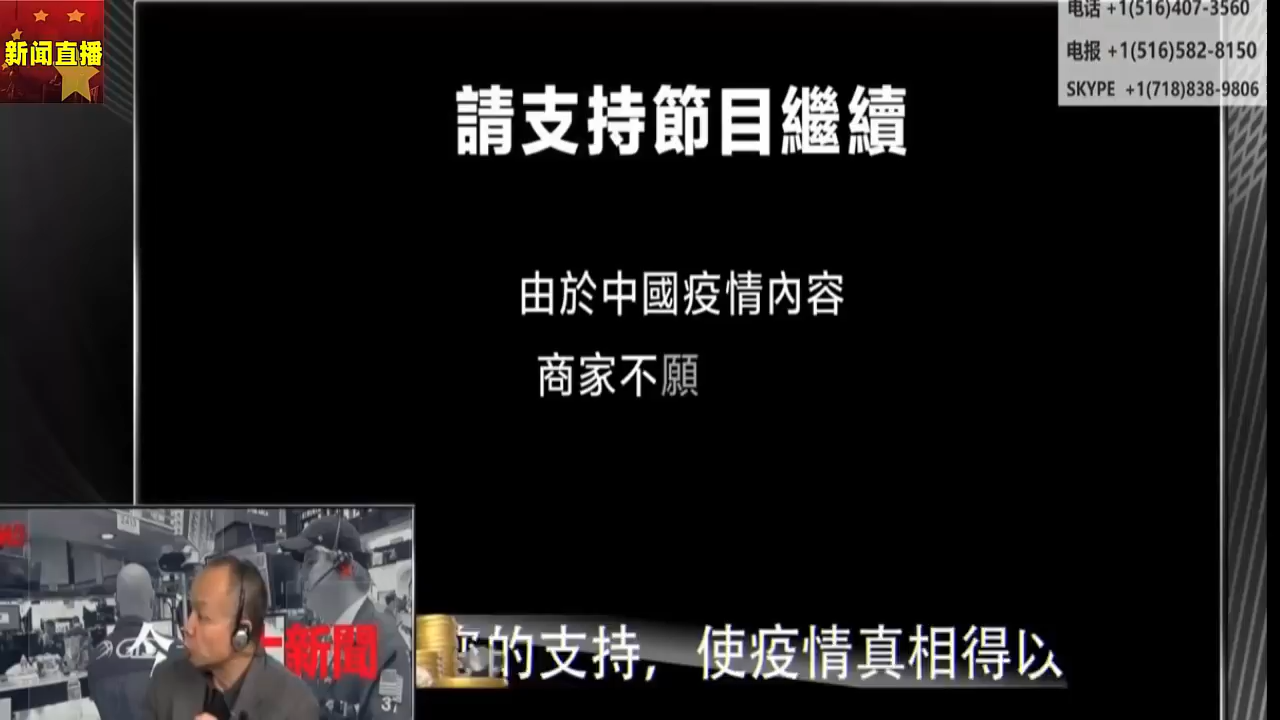 新闻直播
电话 +1(516)407-3560
电报 +1(516)582-8150
SKYPE +1(718)838-9806
請支持節目繼續
由於中國疫情內容
商家不願
的支持，使疫情真相得以
今
新聞
37